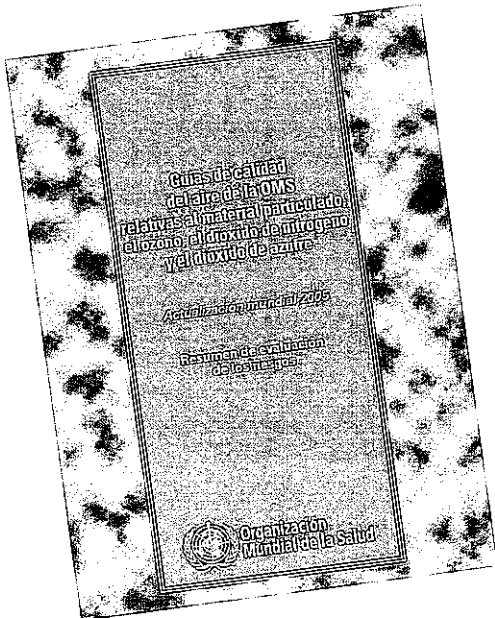 Guías de calidad
del aire de la OMS
relativas al material particulado,
el ozono, el dióxido de nitrógeno
y el dióxido de azufre
Actualización mundial 2005
Resumen de evaluación
de los riesgos
Organización
Mundial de la Salud